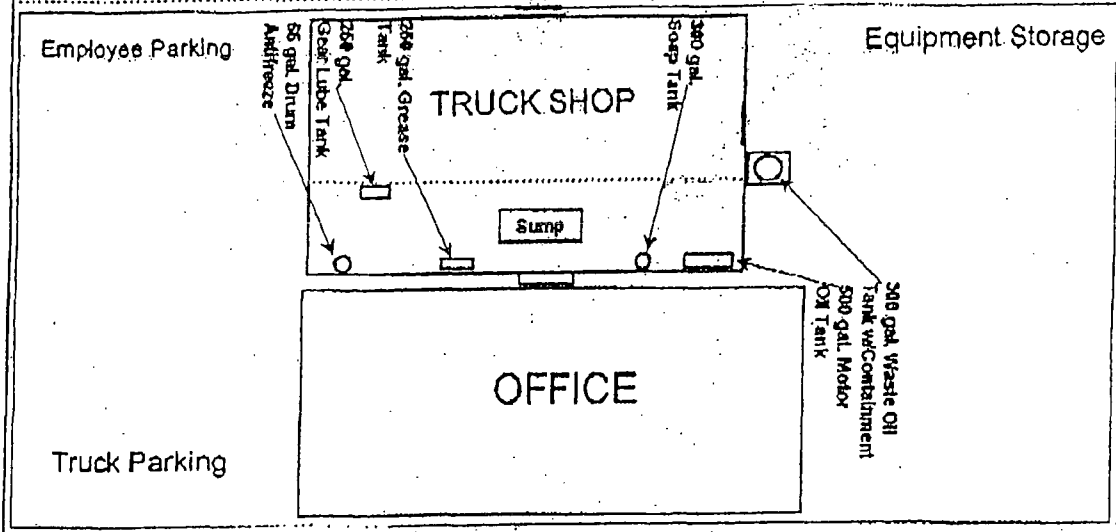 Employee Parking
Equipment Storage
55 gal. Drum
Antifreeze
250 gal.
Gear Lube Tank
250 gal. Grease
Tank
300 gal.
Soap Tank
TRUCK SHOP
Sump
500 gal. Waste Oil
Tank w/Containment
500 gal. Motor
Oil Tank
OFFICE
Truck Parking